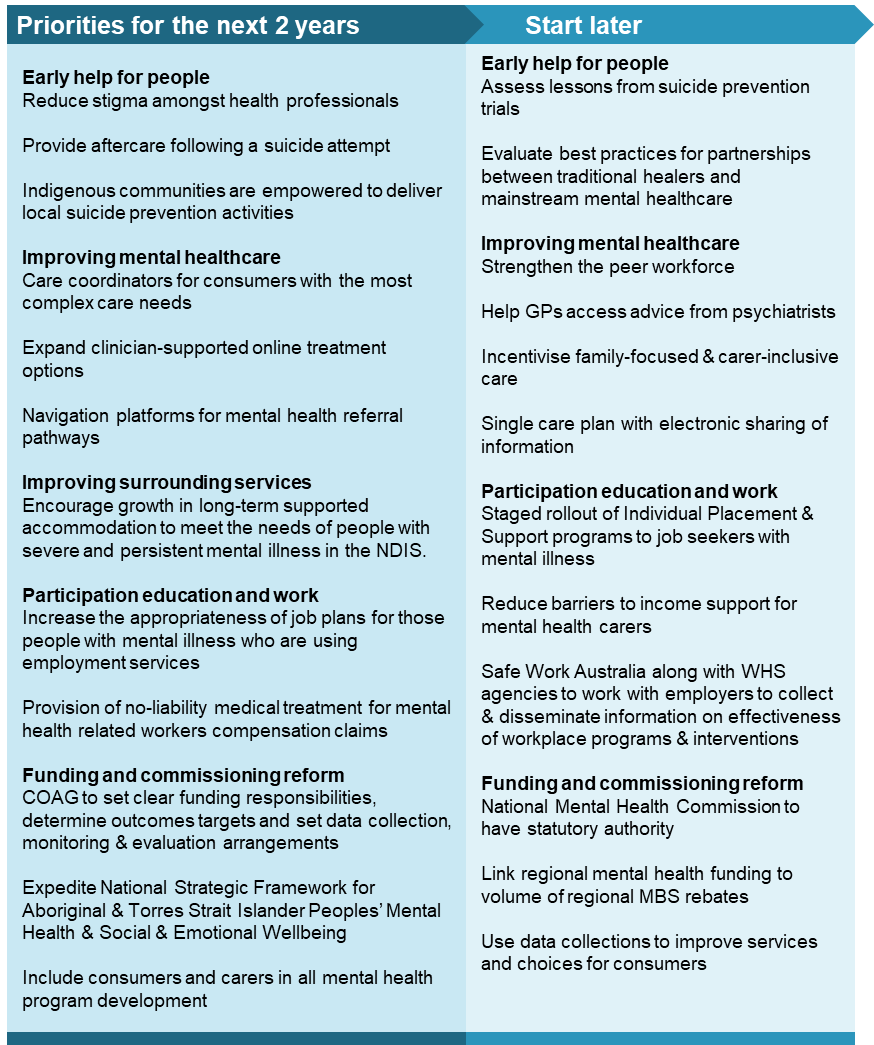 Priorities for the next 2 years
Early help for people
Reduce stigma amongst health professionals
Provide aftercare following a suicide attempt
Indigenous communities are empowered to deliver
local suicide prevention activities
Improving mental healthcare
Care coordinators for consumers with the most
complex care needs
Expand clinician-supported online treatment
options
Navigation platforms for mental health referral
pathways
Improving surrounding services
Encourage growth in long-term supported
accommodation to meet the needs of people with
severe and persistent mental illness in the NDIS.
Participation education and work
Increase the appropriateness of job plans for those
people with mental illness who are using
employment services
Provision of no-liability medical treatment for mental
health related workers compensation claims
Funding and commissioning reform
COAG to set clear funding responsibilities,
determine outcomes targets and set data collection,
monitoring & evaluation arrangements
Expedite National Strategic Framework for
Aboriginal & Torres Strait Islander Peoples’ Mental
Health & Social & Emotional Wellbeing
Include consumers and carers in all mental health
program development
Start later
Early help for people
Assess lessons from suicide prevention
trials
Evaluate best practices for partnerships
between traditional healers and
mainstream mental healthcare
Improving mental healthcare
Strengthen the peer workforce
Help GPs access advice from psychiatrists
Incentivise family-focused & carer-inclusive
care
Single care plan with electronic sharing of
information
Participation education and work
Staged rollout of Individual Placement &
Support programs to job seekers with
mental illness
Reduce barriers to income support for
mental health carers
Safe Work Australia along with WHS
agencies to work with employers to collect
& disseminate information on effectiveness
of workplace programs & interventions
Funding and commissioning reform
National Mental Health Commission to
have statutory authority
Link regional mental health funding to
volume of regional MBS rebates
Use data collections to improve services
and choices for consumers